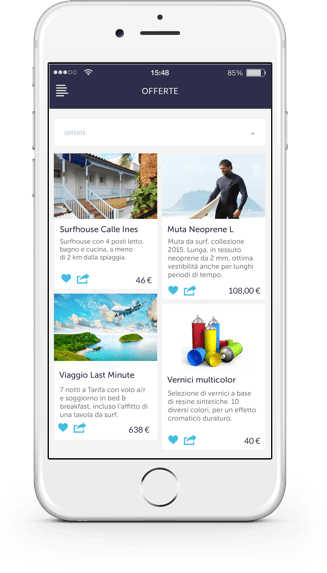 15:48
85%
OFFERTE
OFFERTE
Surfhouse Calle Ines
Surfhouse con 4 posti letto,
bagno e cucina, a meno
di 2 km dalla spiaggia.
46 €
Muta Neoprene L
Muta da surf, collezione
2015. Lunga, in tessuto
neoprene da 2 mm, ottima
vestibilità anche per lunghi
periodi di tempo.
108,00 €
Viaggio Last Minute
7 notti a Tarifa con volo a/r
e soggiorno in bed &
breakfast, incluso l'affitto di
una tavola da surf.
638 €
Vernici multicolor
Selezione di vernici a base
di resine sintetiche. 10
diversi colori, per un effetto
cromatico duraturo.
40 €